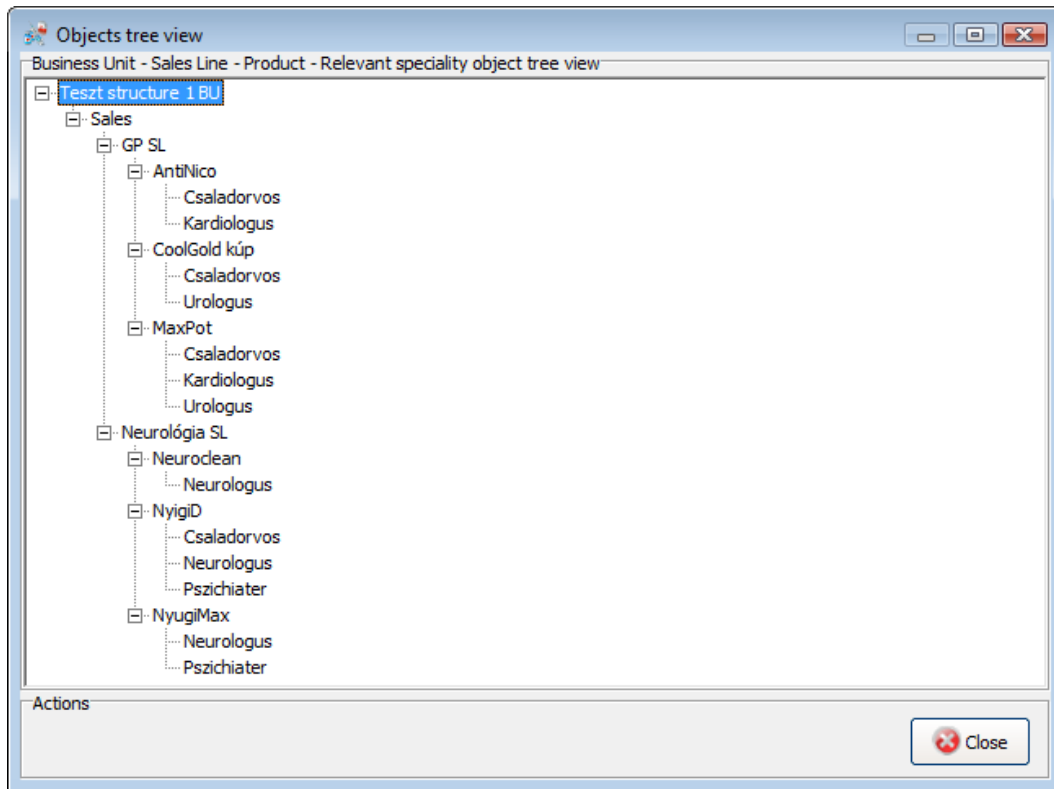 Objects tree view
Business Unit - Sales Line - Product - Relevant speciality object tree view
Teszt structure 1 BU
Sales
GP SL
AntiNico
Csaladorvos
Kardiologus
CoolGold kúp
Csaladorvos
Urologus
MaxPot
Csaladorvos
Kardiologus
Urologus
Neurológia SL
Neuroclean
Neurologus
NyigiD
Csaladorvos
Neurologus
Pszichiater
NyugiMax
Neurologus
Pszichiater
Actions
Close